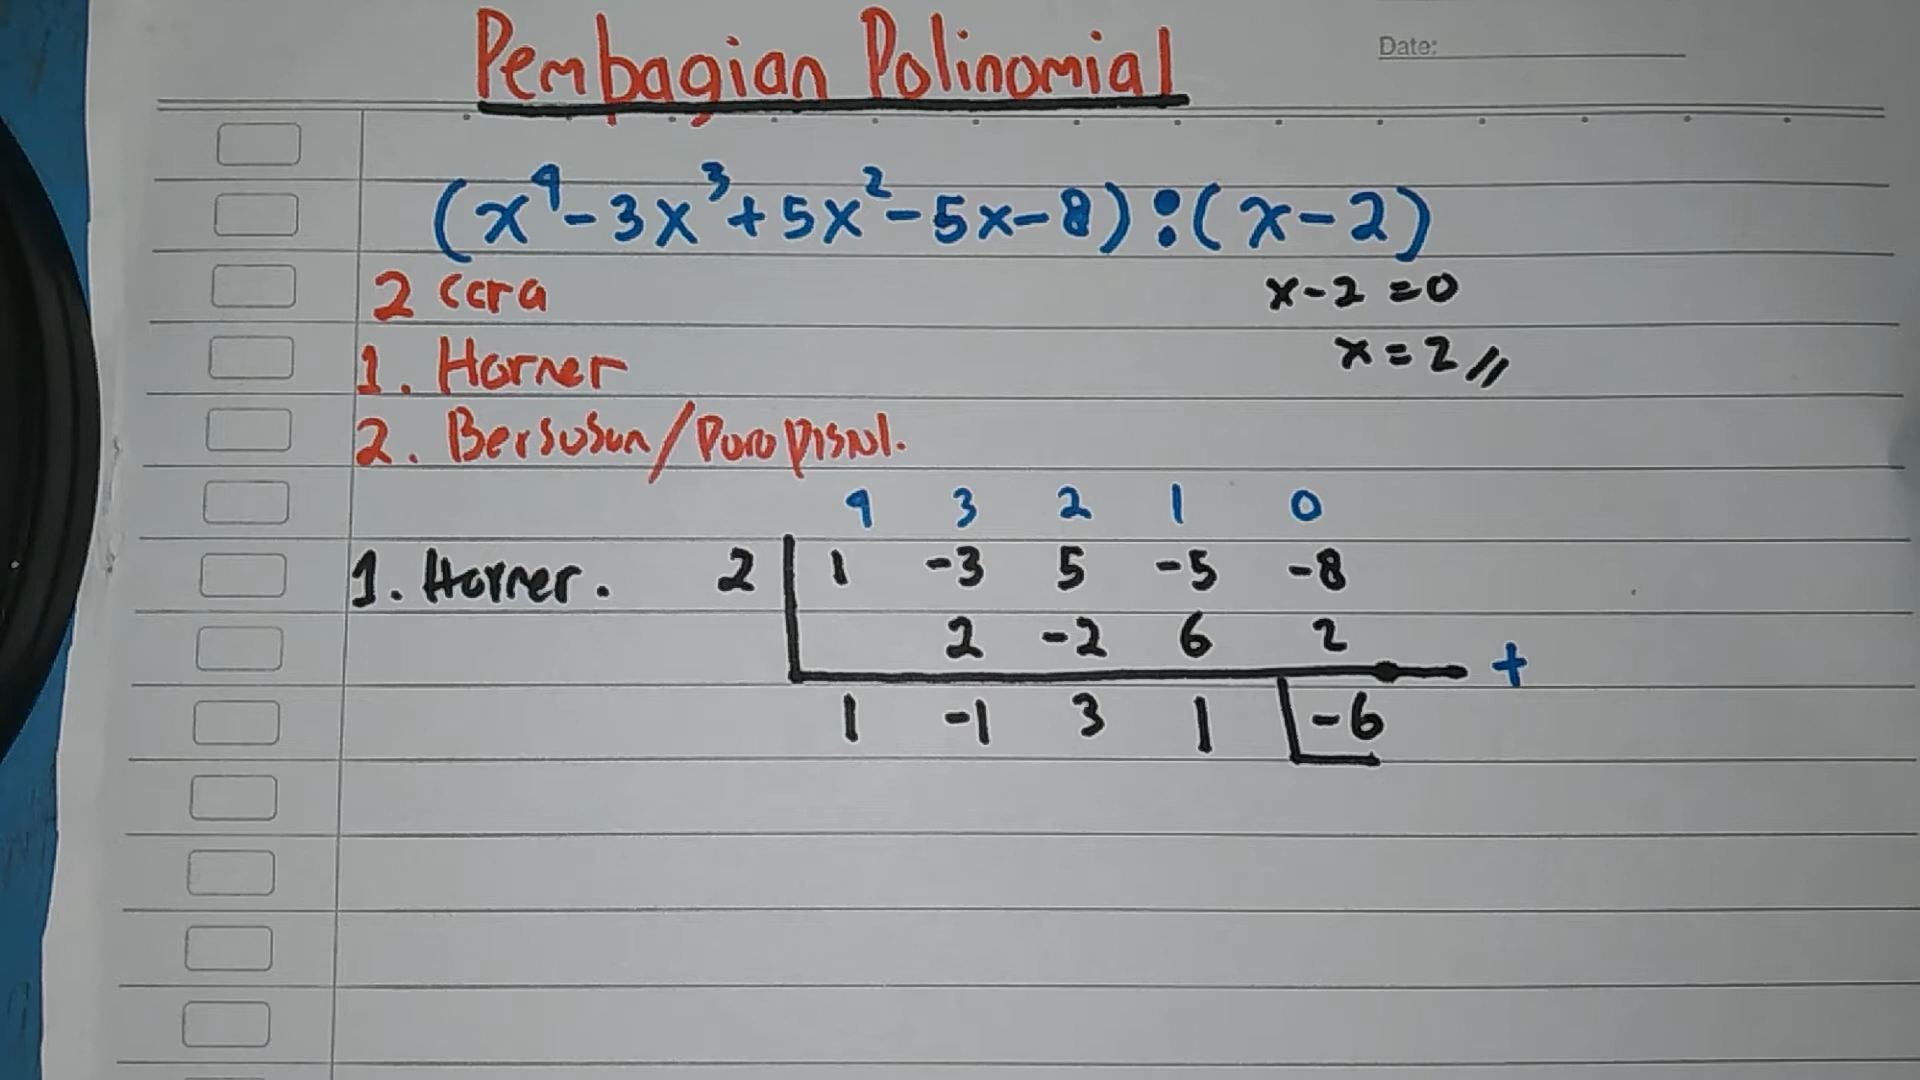 Pembagian Polinomial
Date:
(x⁴-3x³+5x²-5x-8):(x-2)
2 cara
x-2=0
1. Horner
x=2//
2. Bersusun/
4 3 2 1 0
1. Horner. 2 1 -3 5 -5 -8
2 -2 6 2 +
1 -1 3 1 -6